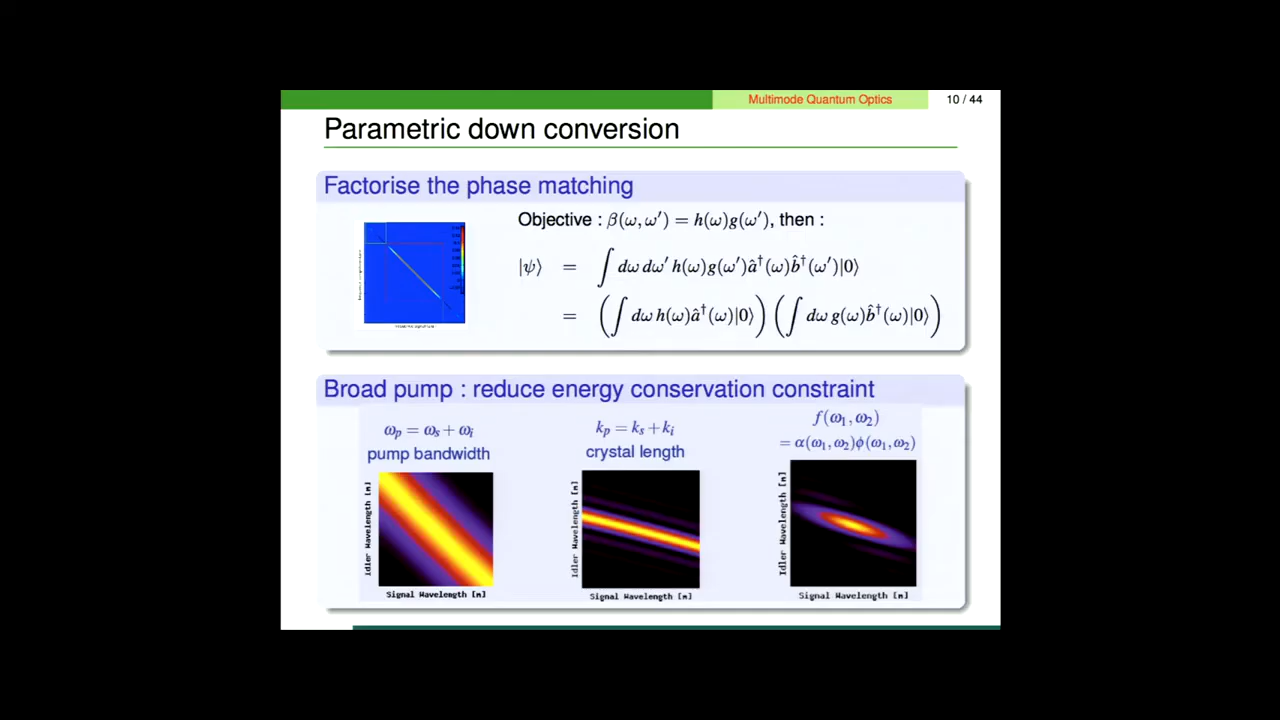 Multimode Quantum Optics 10 / 44
Parametric down conversion
Factorise the phase matching
Objective : β(ω, ω′) = h(ω)g(ω′), then :
|ψ⟩ = ∫ dω dω′ h(ω)g(ω′)â†(ω)b̂†(ω′)|0⟩
= (∫ dω h(ω)â†(ω)|0⟩) (∫ dω g(ω)b̂†(ω)|0⟩)
Broad pump : reduce energy conservation constraint
ωp = ωs + ωi
pump bandwidth
Idler Wavelength [m]
Signal Wavelength [m]
kp = ks + ki
crystal length
Idler Wavelength [m]
Signal Wavelength [m]
f(ω1, ω2)
= α(ω1, ω2)ϕ(ω1, ω2)
Idler Wavelength [m]
Signal Wavelength [m]